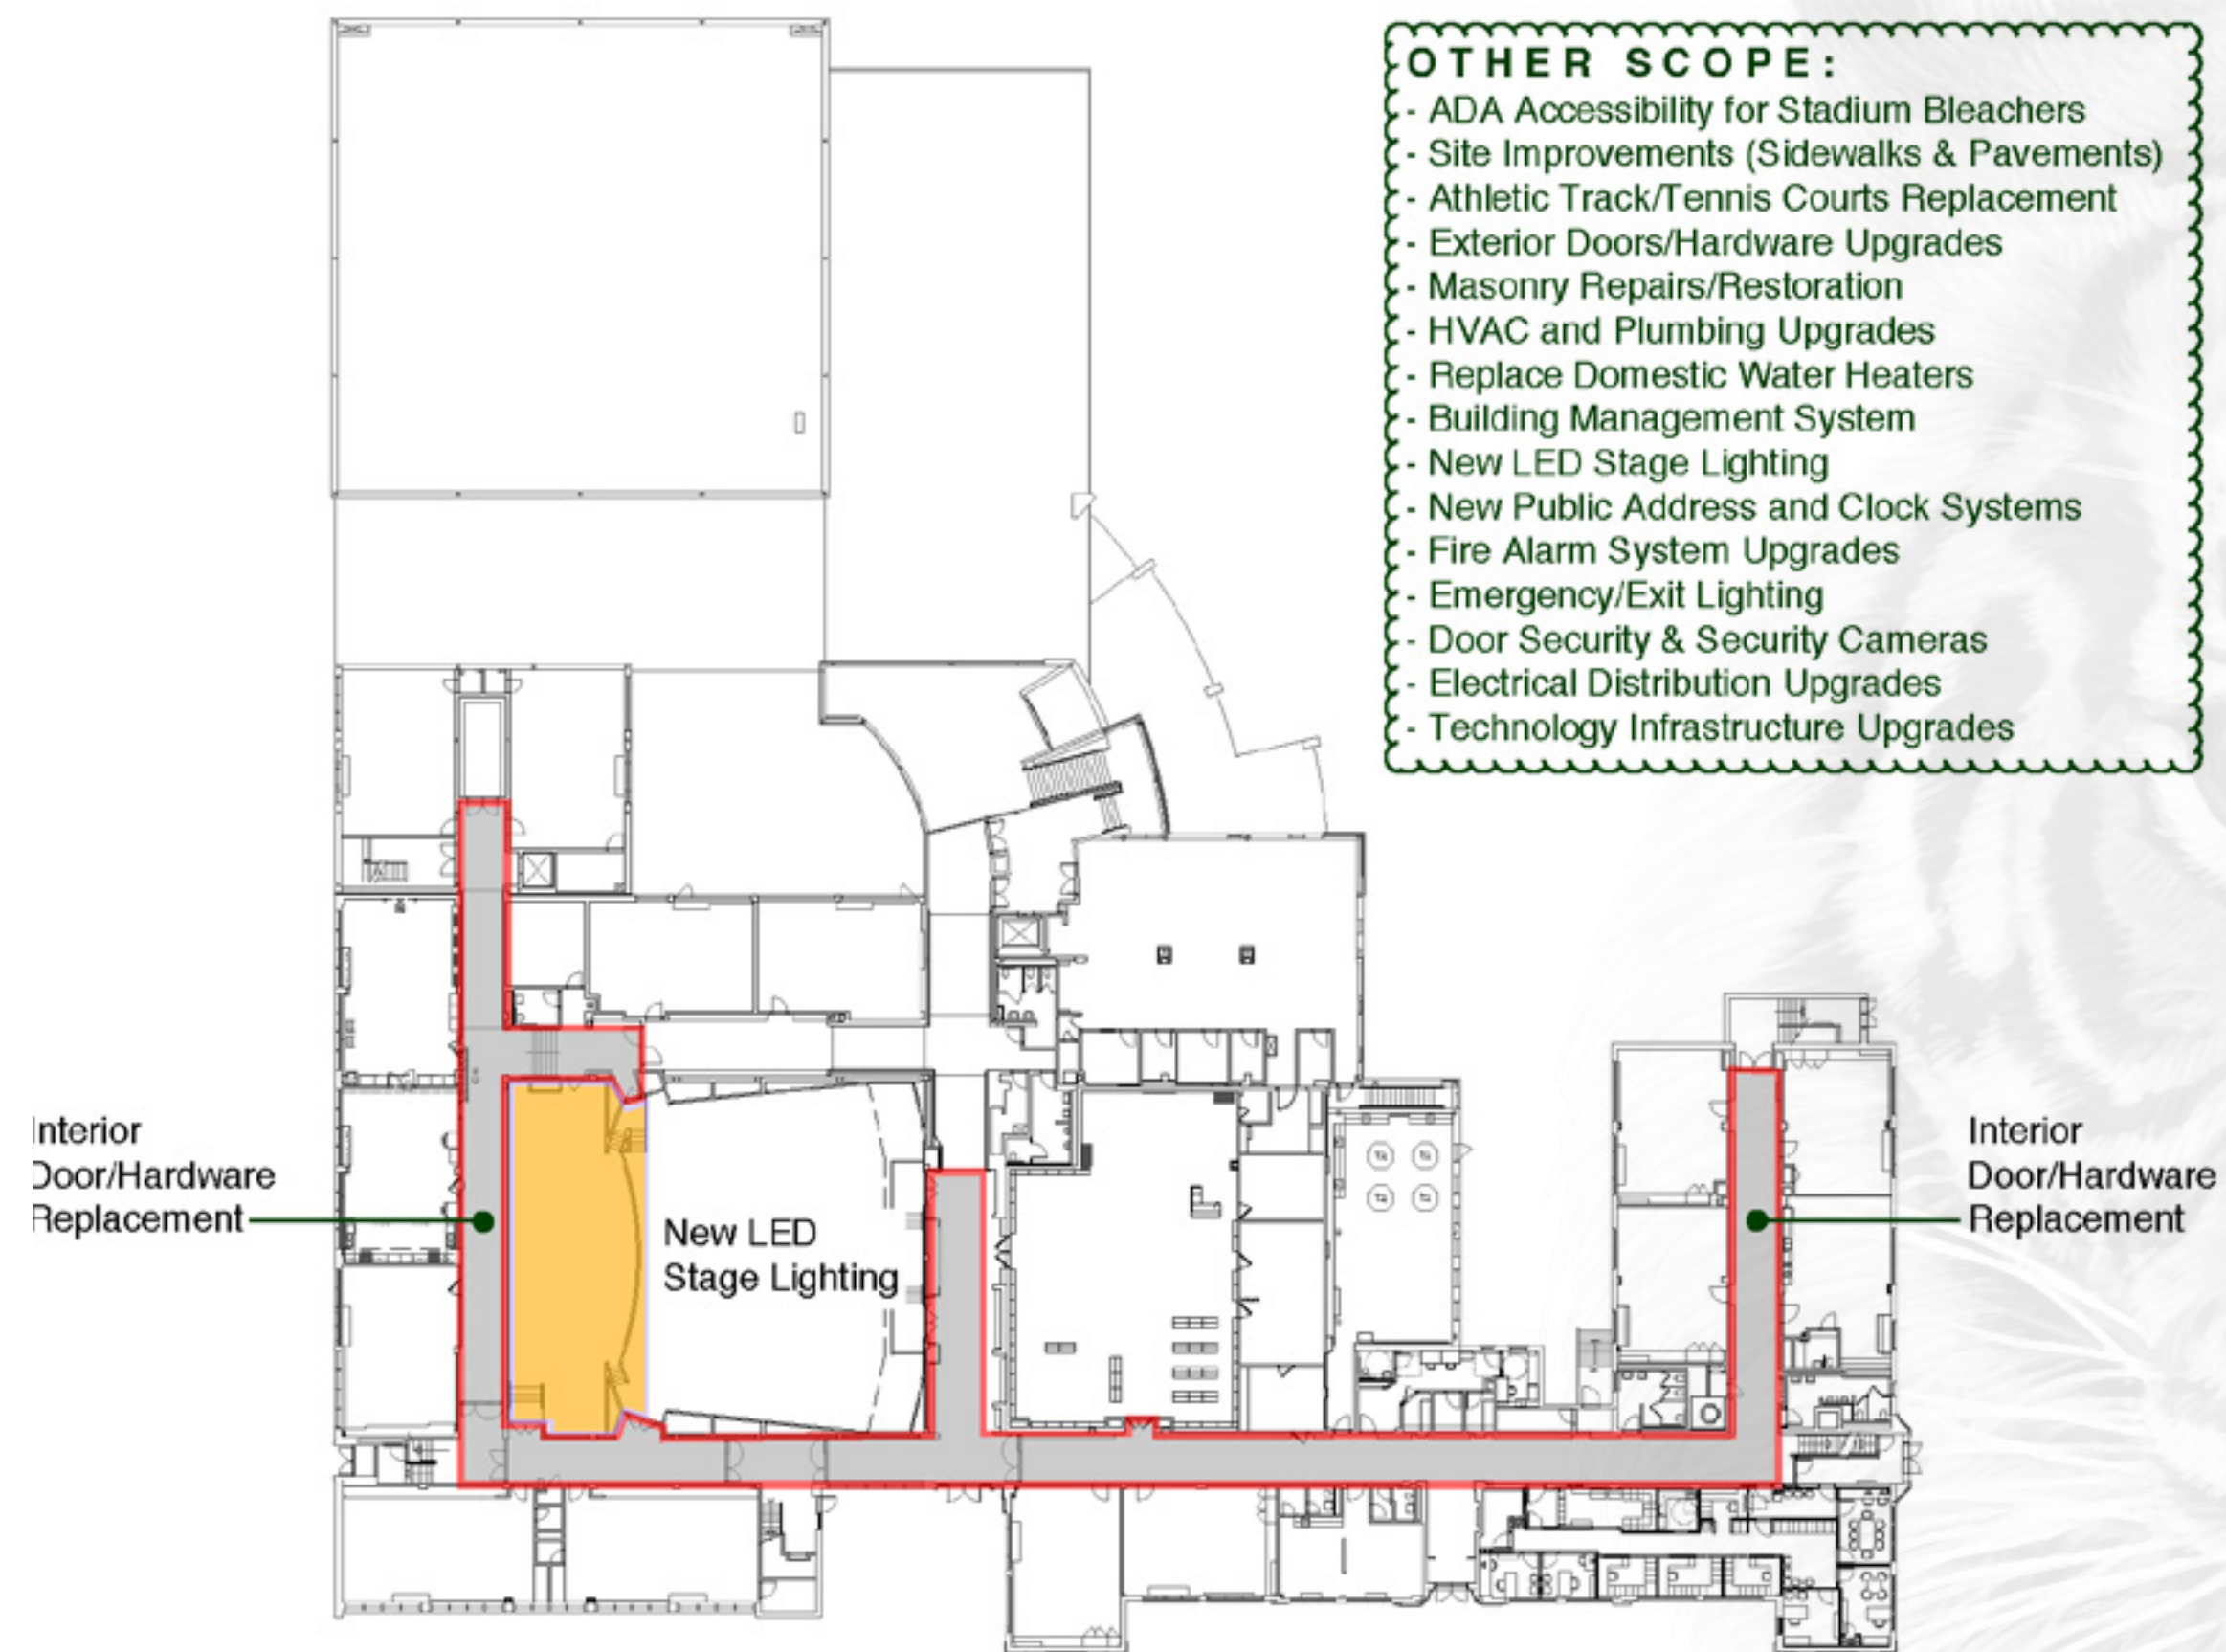 OTHER SCOPE:
- ADA Accessibility for Stadium Bleachers
- Site Improvements (Sidewalks & Pavements)
- Athletic Track/Tennis Courts Replacement
- Exterior Doors/Hardware Upgrades
- Masonry Repairs/Restoration
- HVAC and Plumbing Upgrades
- Replace Domestic Water Heaters
- Building Management System
- New LED Stage Lighting
- New Public Address and Clock Systems
- Fire Alarm System Upgrades
- Emergency/Exit Lighting
- Door Security & Security Cameras
- Electrical Distribution Upgrades
- Technology Infrastructure Upgrades
Interior
Door/Hardware
Replacement
New LED
Stage Lighting
Interior
Door/Hardware
Replacement